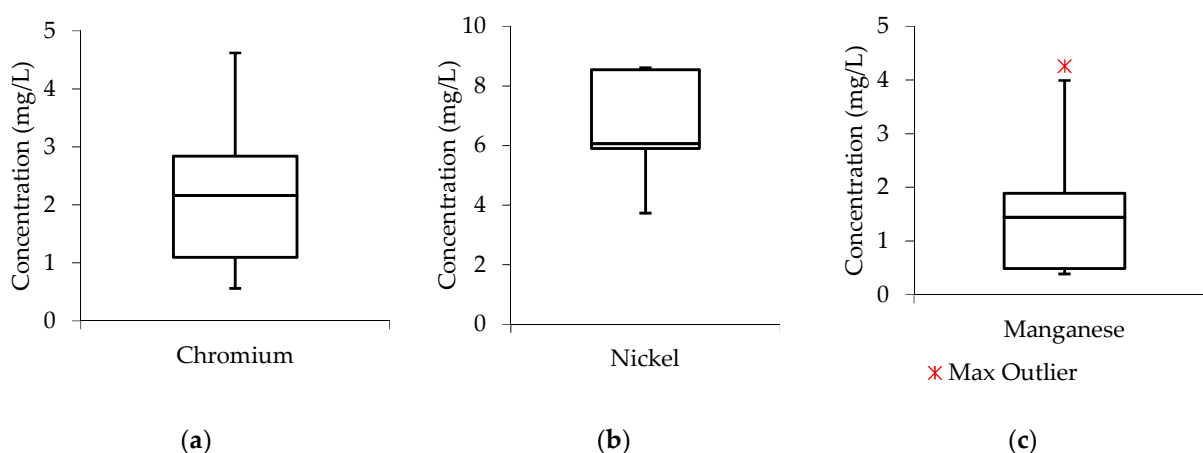 Concentration (mg/L)
5
4
3
2
1
0
Chromium
(a)
Concentration (mg/L)
10
8
6
4
2
0
Nickel
(b)
Concentration (mg/L)
5
4
3
2
1
0
Manganese
Max Outlier
(c)